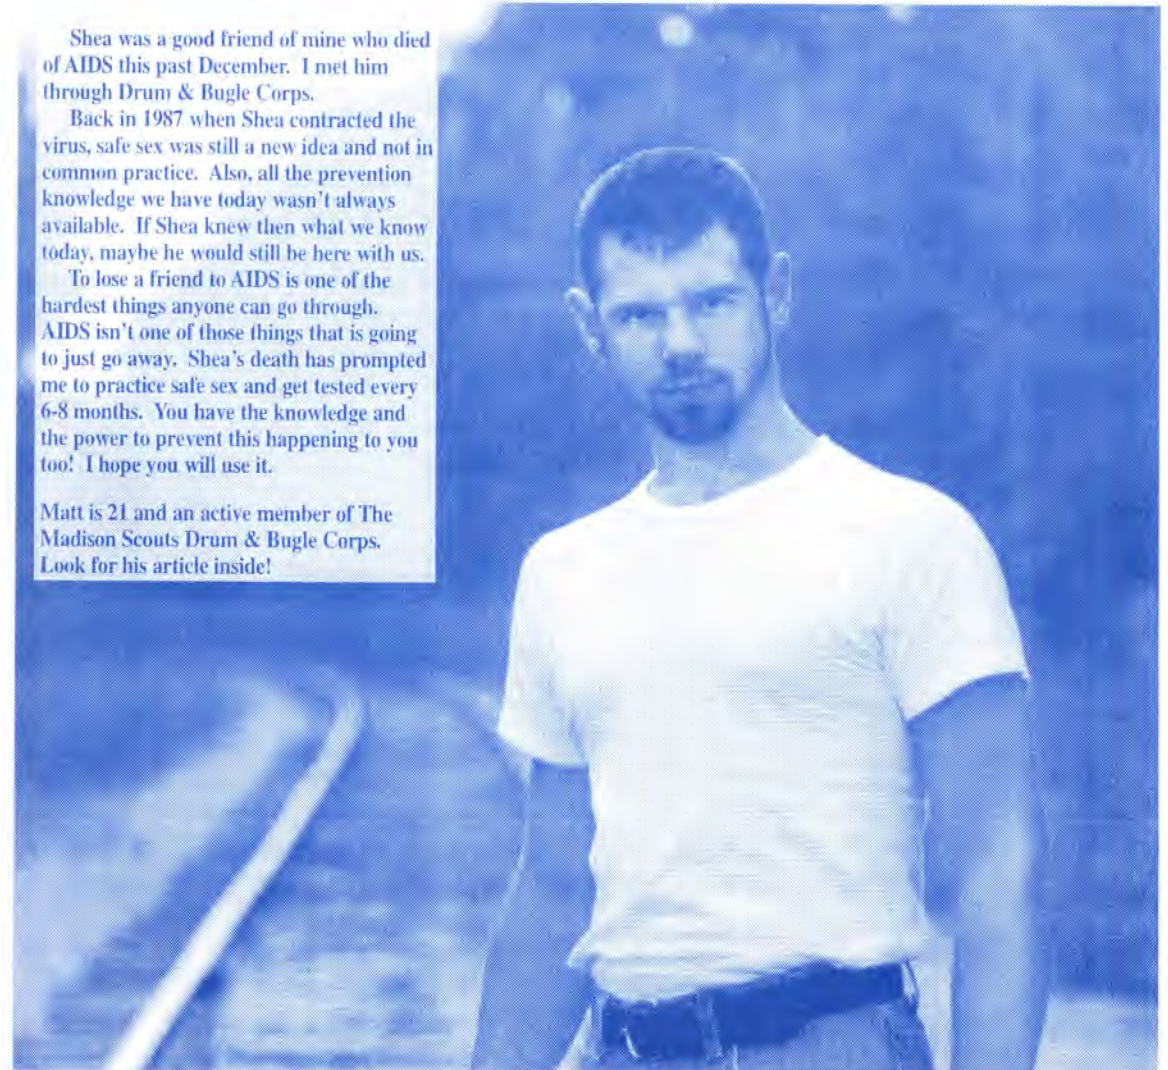 Shea was a good friend of mine who died
of AIDS this past December. I met him
through Drum & Bugle Corps.
Back in 1987 when Shea contracted the
virus, safe sex was still a new idea and not in
common practice. Also, all the prevention
knowledge we have today wasn't always
available. If Shea knew then what we know
today, maybe he would still be here with us.
To lose a friend to AIDS is one of the
hardest things anyone can go through.
AIDS isn't one of those things that is going
to just go away. Shea's death has prompted
me to practice safe sex and get tested every
6-8 months. You have the knowledge and
the power to prevent this happening to you
too! I hope you will use it.
Matt is 21 and an active member of The
Madison Scouts Drum & Bugle Corps.
Look for his article inside!